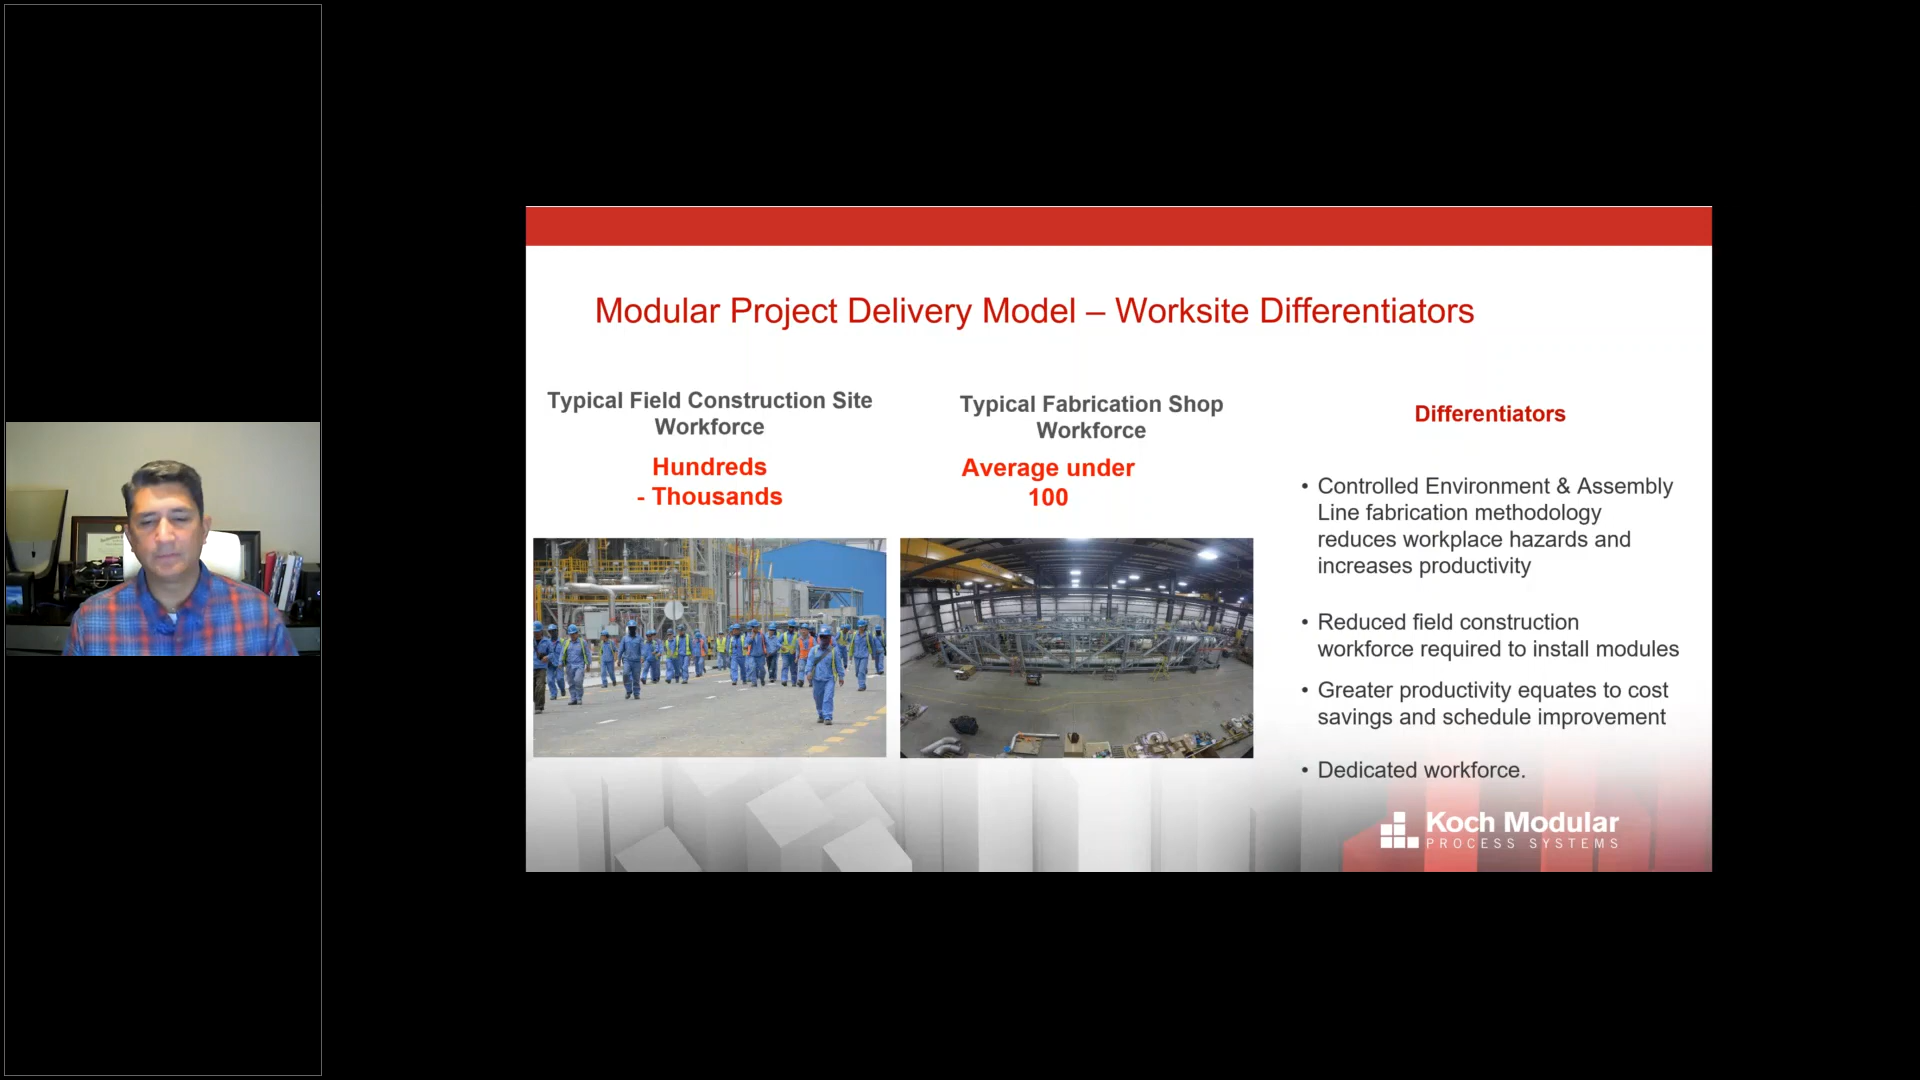 Modular Project Delivery Model – Worksite Differentiators
Typical Field Construction Site
Workforce
Hundreds
- Thousands
Typical Fabrication Shop
Workforce
Average under
100
Differentiators
• Controlled Environment & Assembly
Line fabrication methodology
reduces workplace hazards and
increases productivity
• Reduced field construction
workforce required to install modules
• Greater productivity equates to cost
savings and schedule improvement
• Dedicated workforce.
Koch Modular
PROCESS SYSTEMS